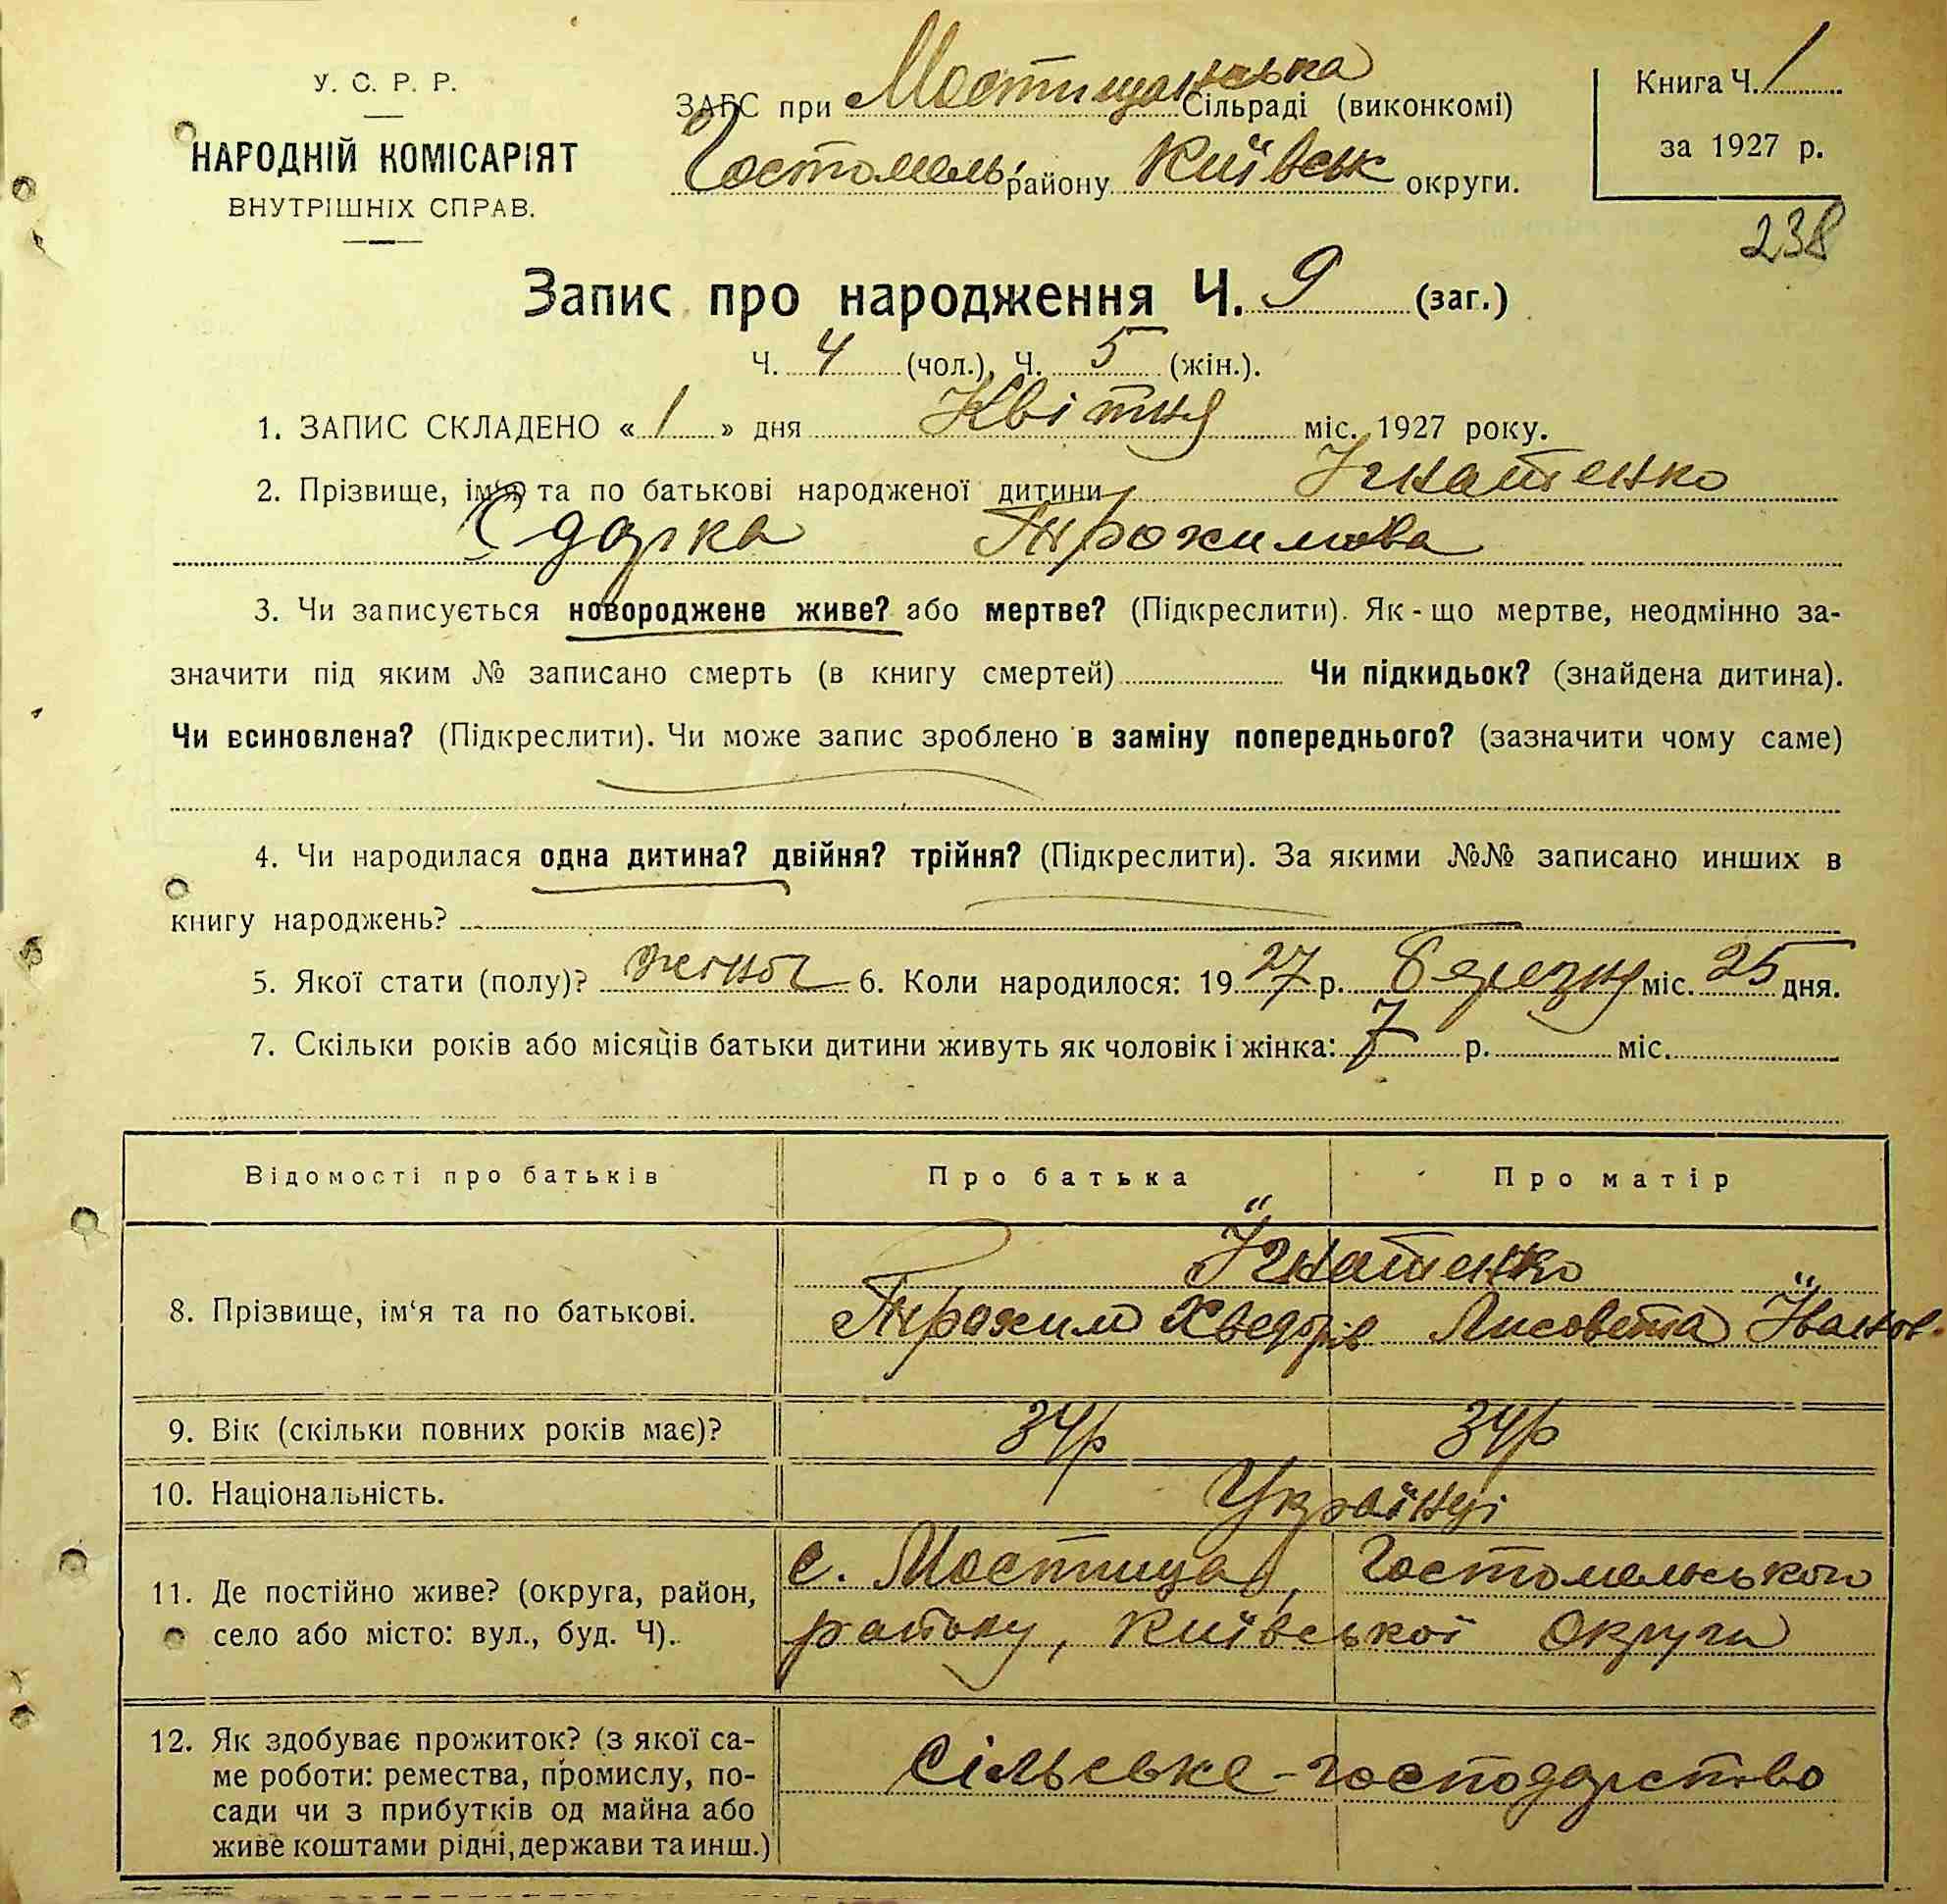 У. С. Р. Р.
НАРОДНІЙ КОМІСАРІЯТ
ВНУТРІШНІХ СПРАВ.
ЗАГС при Мостищанська Сільраді (виконкомі)
Гостомель району Київськ округи.
Книга Ч. 1
за 1927 р.
238
Запис про народження Ч. 9 (заг.)
Ч. 4 (чол.), Ч. 5 (жін.).
1. ЗАПИС СКЛАДЕНО « 1 » дня Квітня міс. 1927 року.
2. Прізвище, ім'я та по батькові народженої дитини Ігнатенко
Одарка Трохимова
3. Чи записується новороджене живе? або мертве? (Підкреслити). Як-що мертве, неодмінно за-
значити під яким № записано смерть (в книгу смертей) Чи підкидьок? (знайдена дитина).
Чи всиновлена? (Підкреслити). Чи може запис зроблено в заміну попереднього? (зазначити чому саме)
4. Чи народилася одна дитина? двійня? трійня? (Підкреслити). За якими №№ записано инших в
книгу народжень?
5. Якої стати (полу)? 6. Коли народилося: 1927 р. Березня міс. 25 дня.
7. Скільки років або місяців батьки дитини живуть як чоловік і жінка: 7 р. міс.
Відомості про батьків Про батька Про матір
Ігнатенко
8. Прізвище, ім'я та по батькові. Трохим Хведорів Лисовета Іванов.
9. Вік (скільки повних років має)? 34р 34р
10. Національність. Українці
11. Де постійно живе? (округа, район, с. Мостища, Гостомельського
село або місто: вул., буд. Ч). району, Київської Округи
12. Як здобуває прожиток? (з якої са-
ме роботи: ремества, промислу, по- Сільське-господарство
сади чи з прибутків од майна або
живе коштами рідні, держави та инш.)